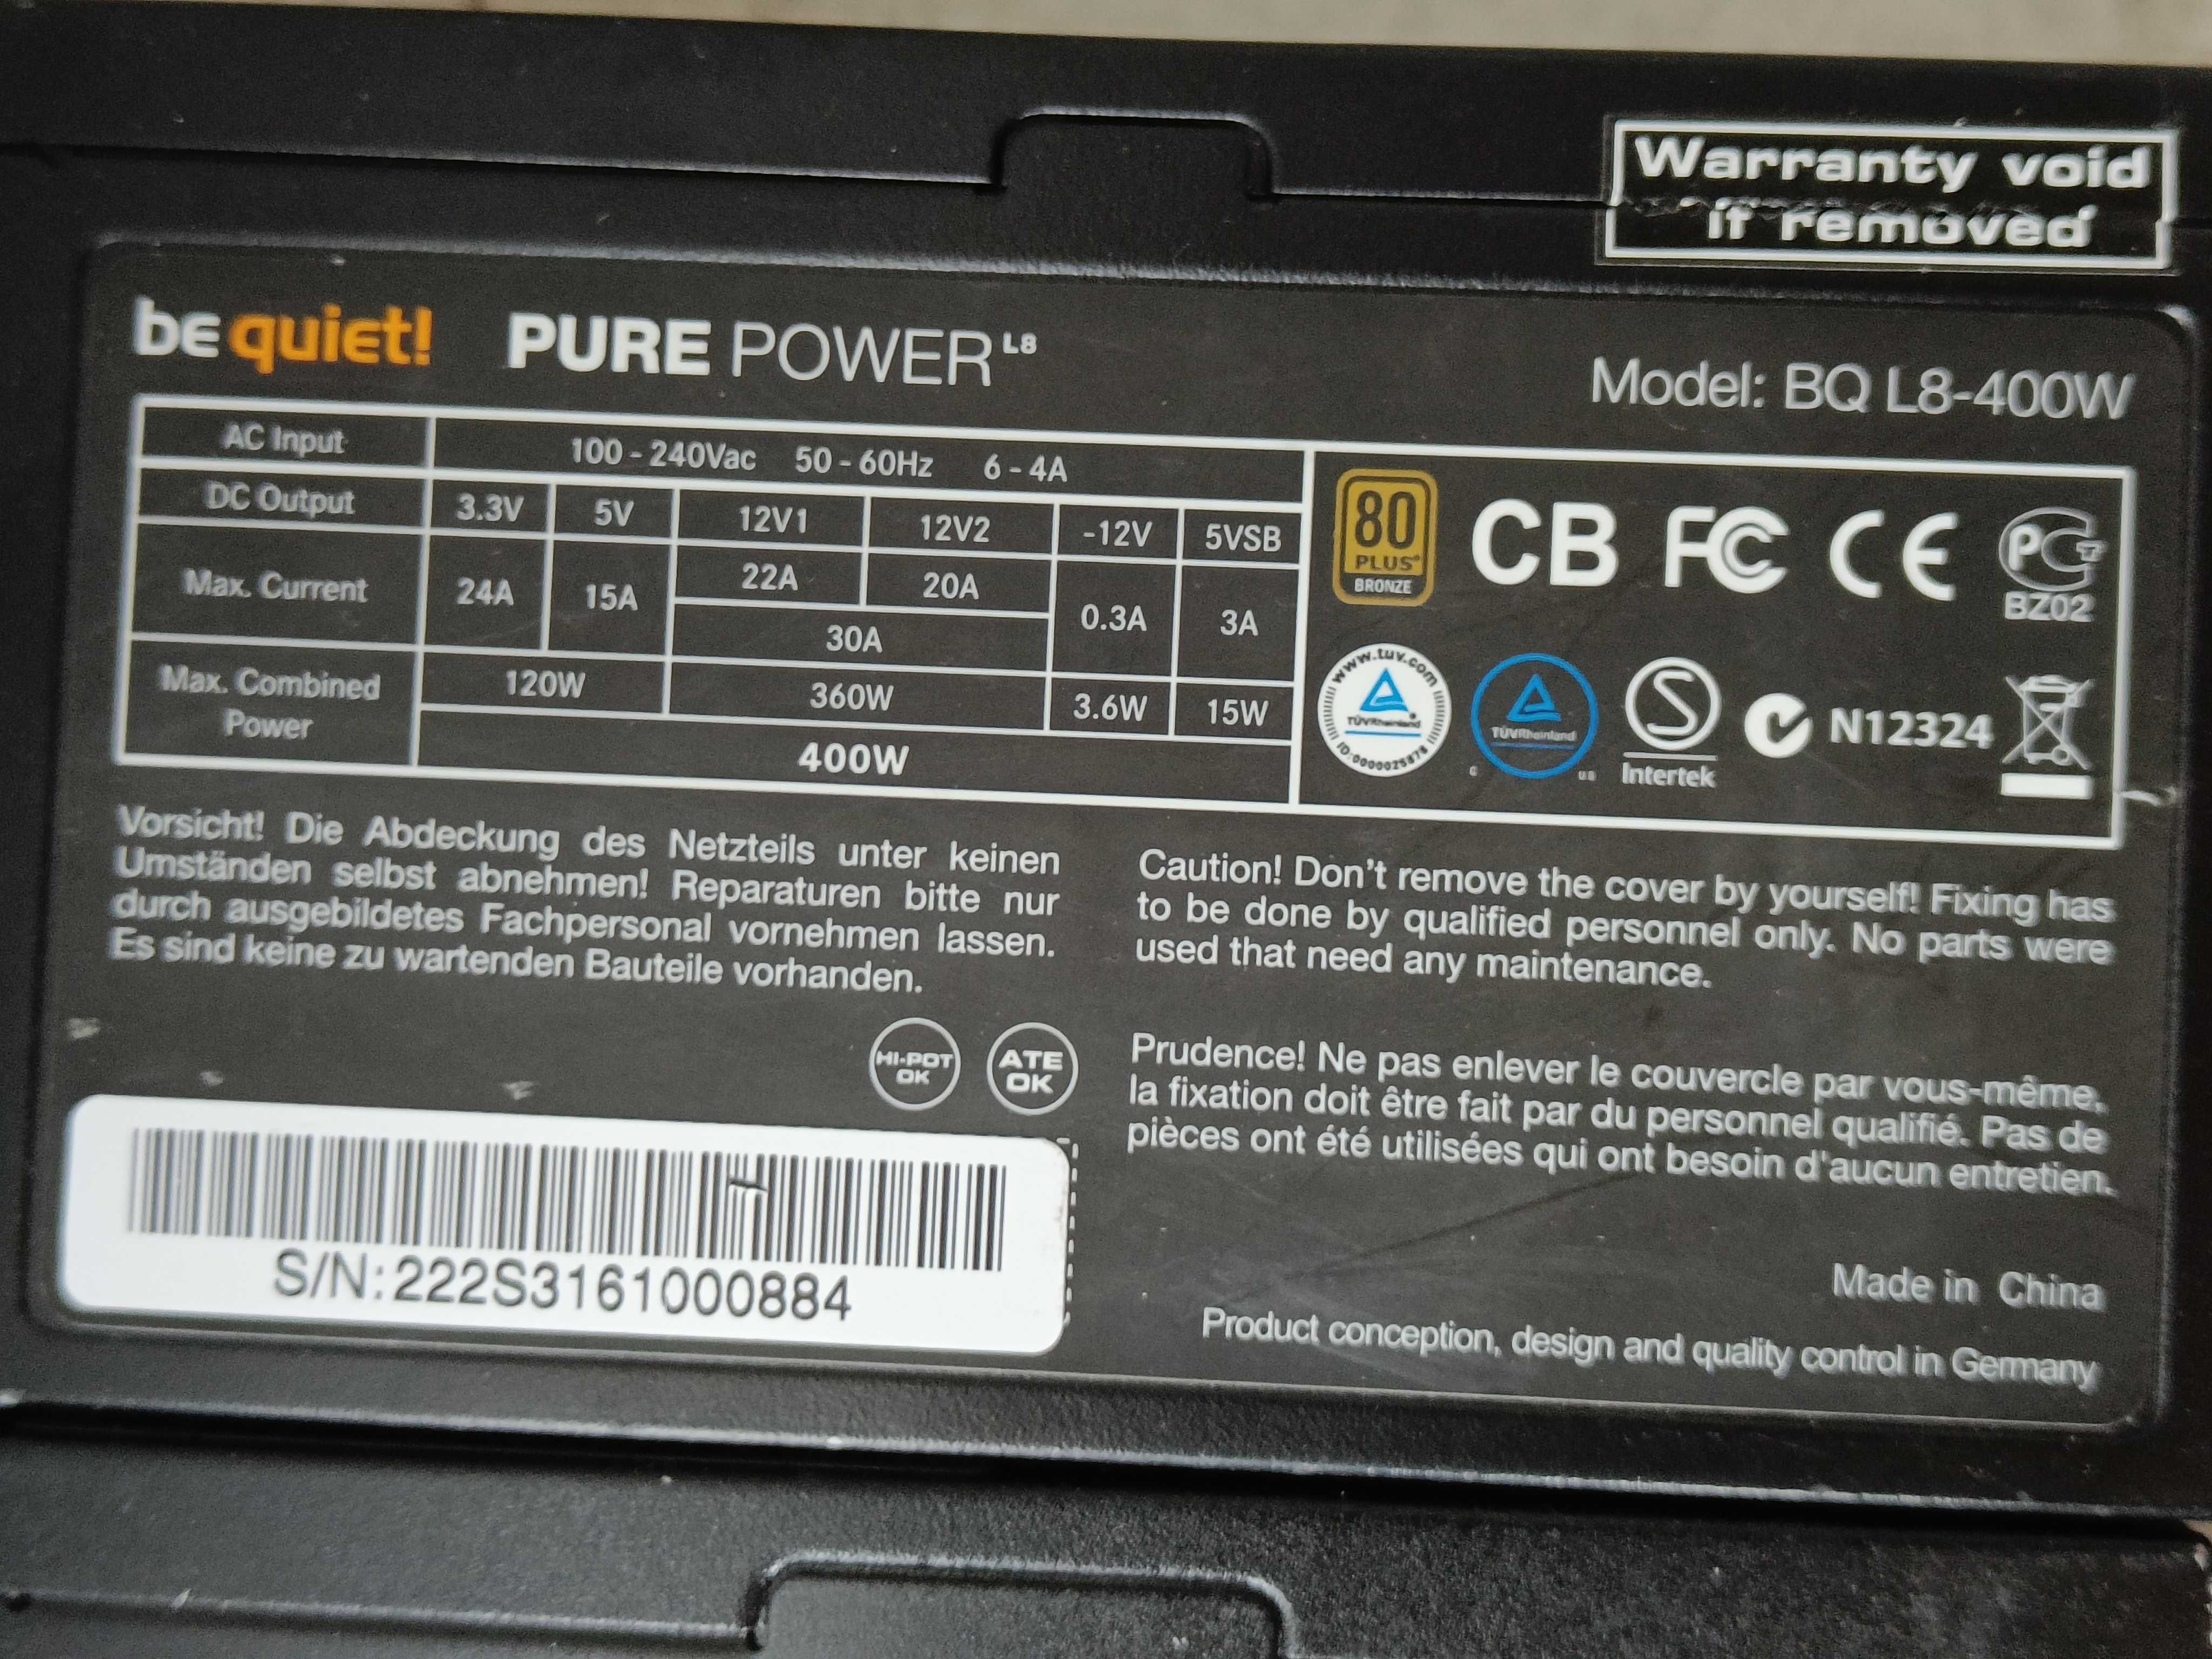 Warranty void
if removed
be quiet! PURE POWER L8
Model: BQ L8-400W
AC Input 100 - 240Vac 50 - 60Hz 6 - 4A
DC Output 3.3V 5V 12V1 12V2 -12V 5VSB
Max. Current 24A 15A 22A 20A 0.3A 3A
30A
Max. Combined Power 120W 360W 3.6W 15W
400W
80 PLUS BRONZE CB FC CE PCT BZ02
www.tuv.com TÜVRheinland ID:0000025878
TÜVRheinland C US
S Intertek
N12324
Vorsicht! Die Abdeckung des Netzteils unter keinen
Umständen selbst abnehmen! Reparaturen bitte nur
durch ausgebildetes Fachpersonal vornehmen lassen.
Es sind keine zu wartenden Bauteile vorhanden.
Caution! Don't remove the cover by yourself! Fixing has
to be done by qualified personnel only. No parts were
used that need any maintenance.
HI-POT
OK
ATE
OK
Prudence! Ne pas enlever le couvercle par vous-même,
la fixation doit être fait par du personnel qualifié. Pas de
pièces ont été utilisées qui ont besoin d'aucun entretien.
S/N:222S3161000884
Made in China
Product conception, design and quality control in Germany